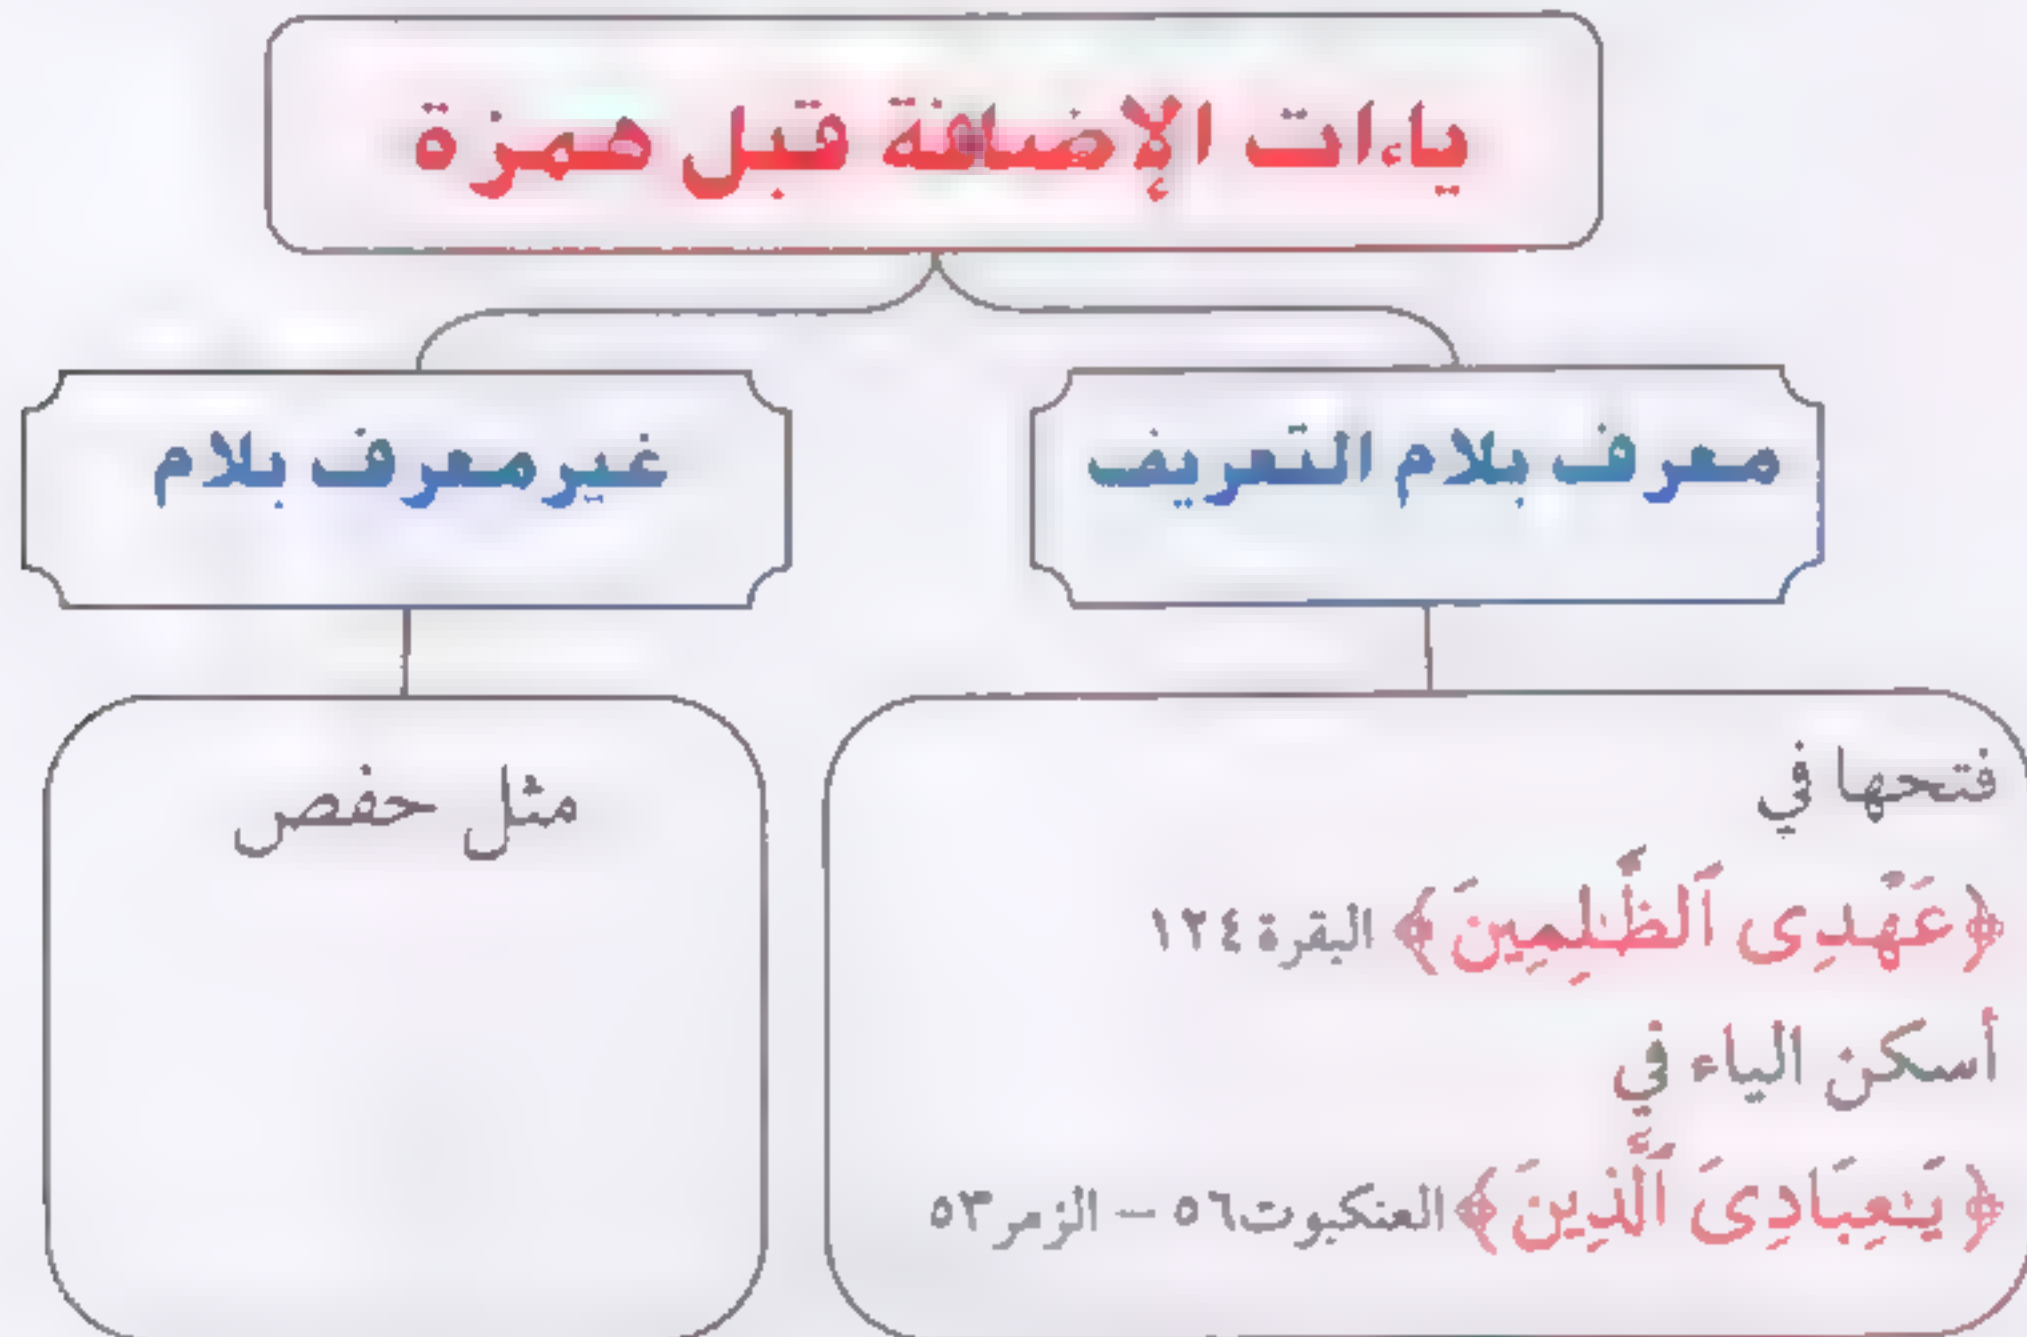 ياءات الإضافة قبل همزة
معرف بلام التعريف
غير معرف بلام
فتحها في
﴿عَهْدِى ٱلظَّـٰلِمِينَ﴾ البقرة ١٢٤
أسكن الياء في
﴿يَـٰعِبَادِىَ ٱلَّذِينَ﴾ العنكبوت٥٦ – الزمر٥٣
مثل حفص